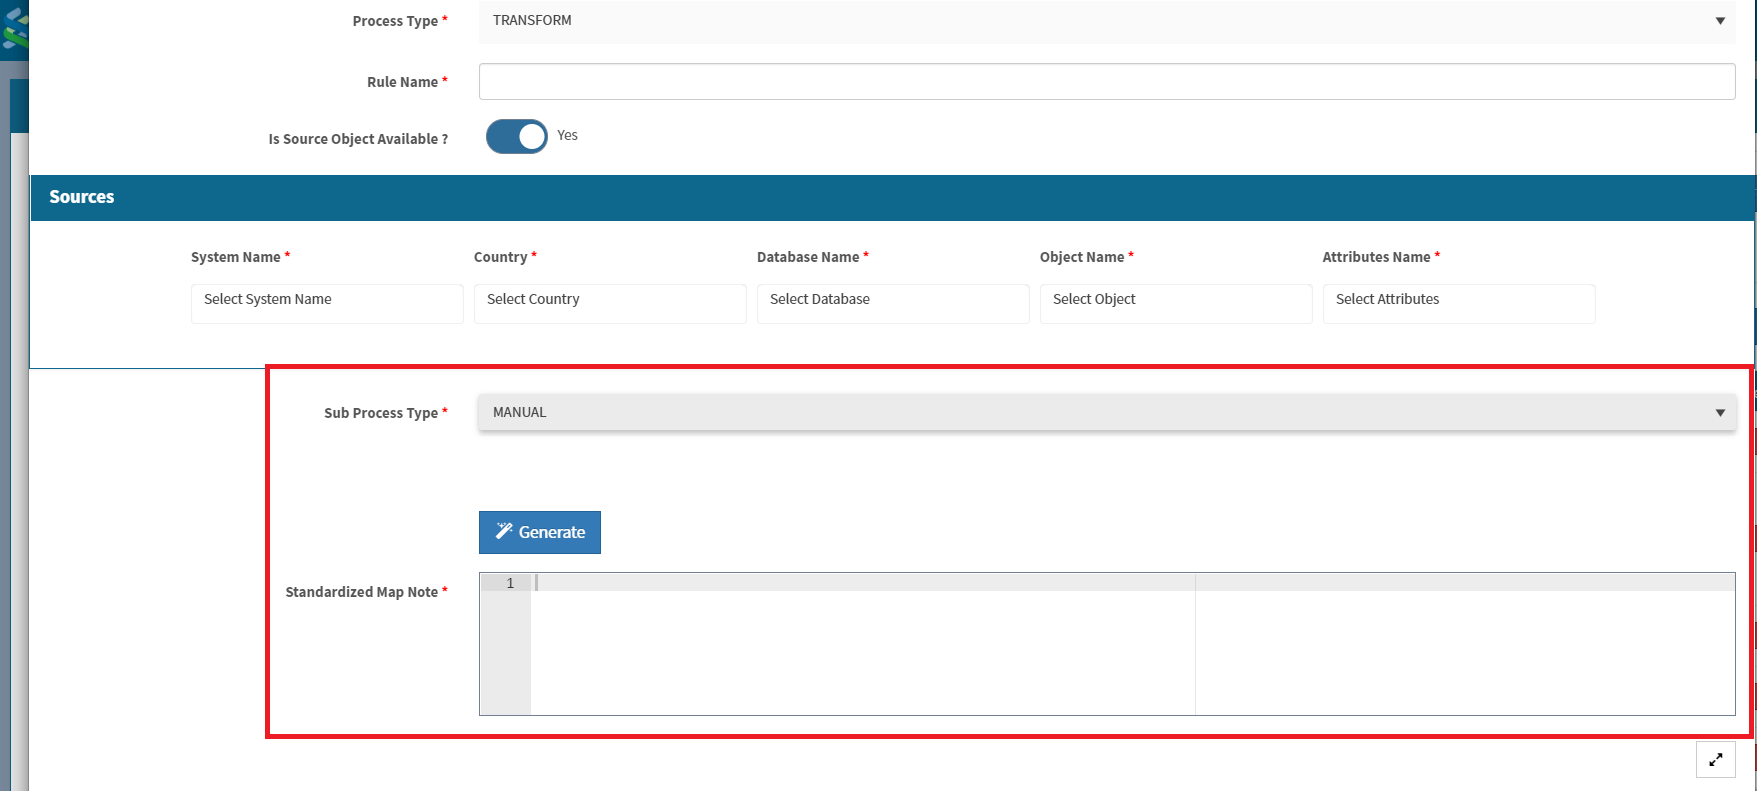 Process Type * TRANSFORM
Rule Name *
Is Source Object Available ? Yes
Sources
System Name * Country * Database Name * Object Name * Attributes Name *
Select System Name Select Country Select Database Select Object Select Attributes
Sub Process Type * MANUAL
Generate
Standardized Map Note * 1